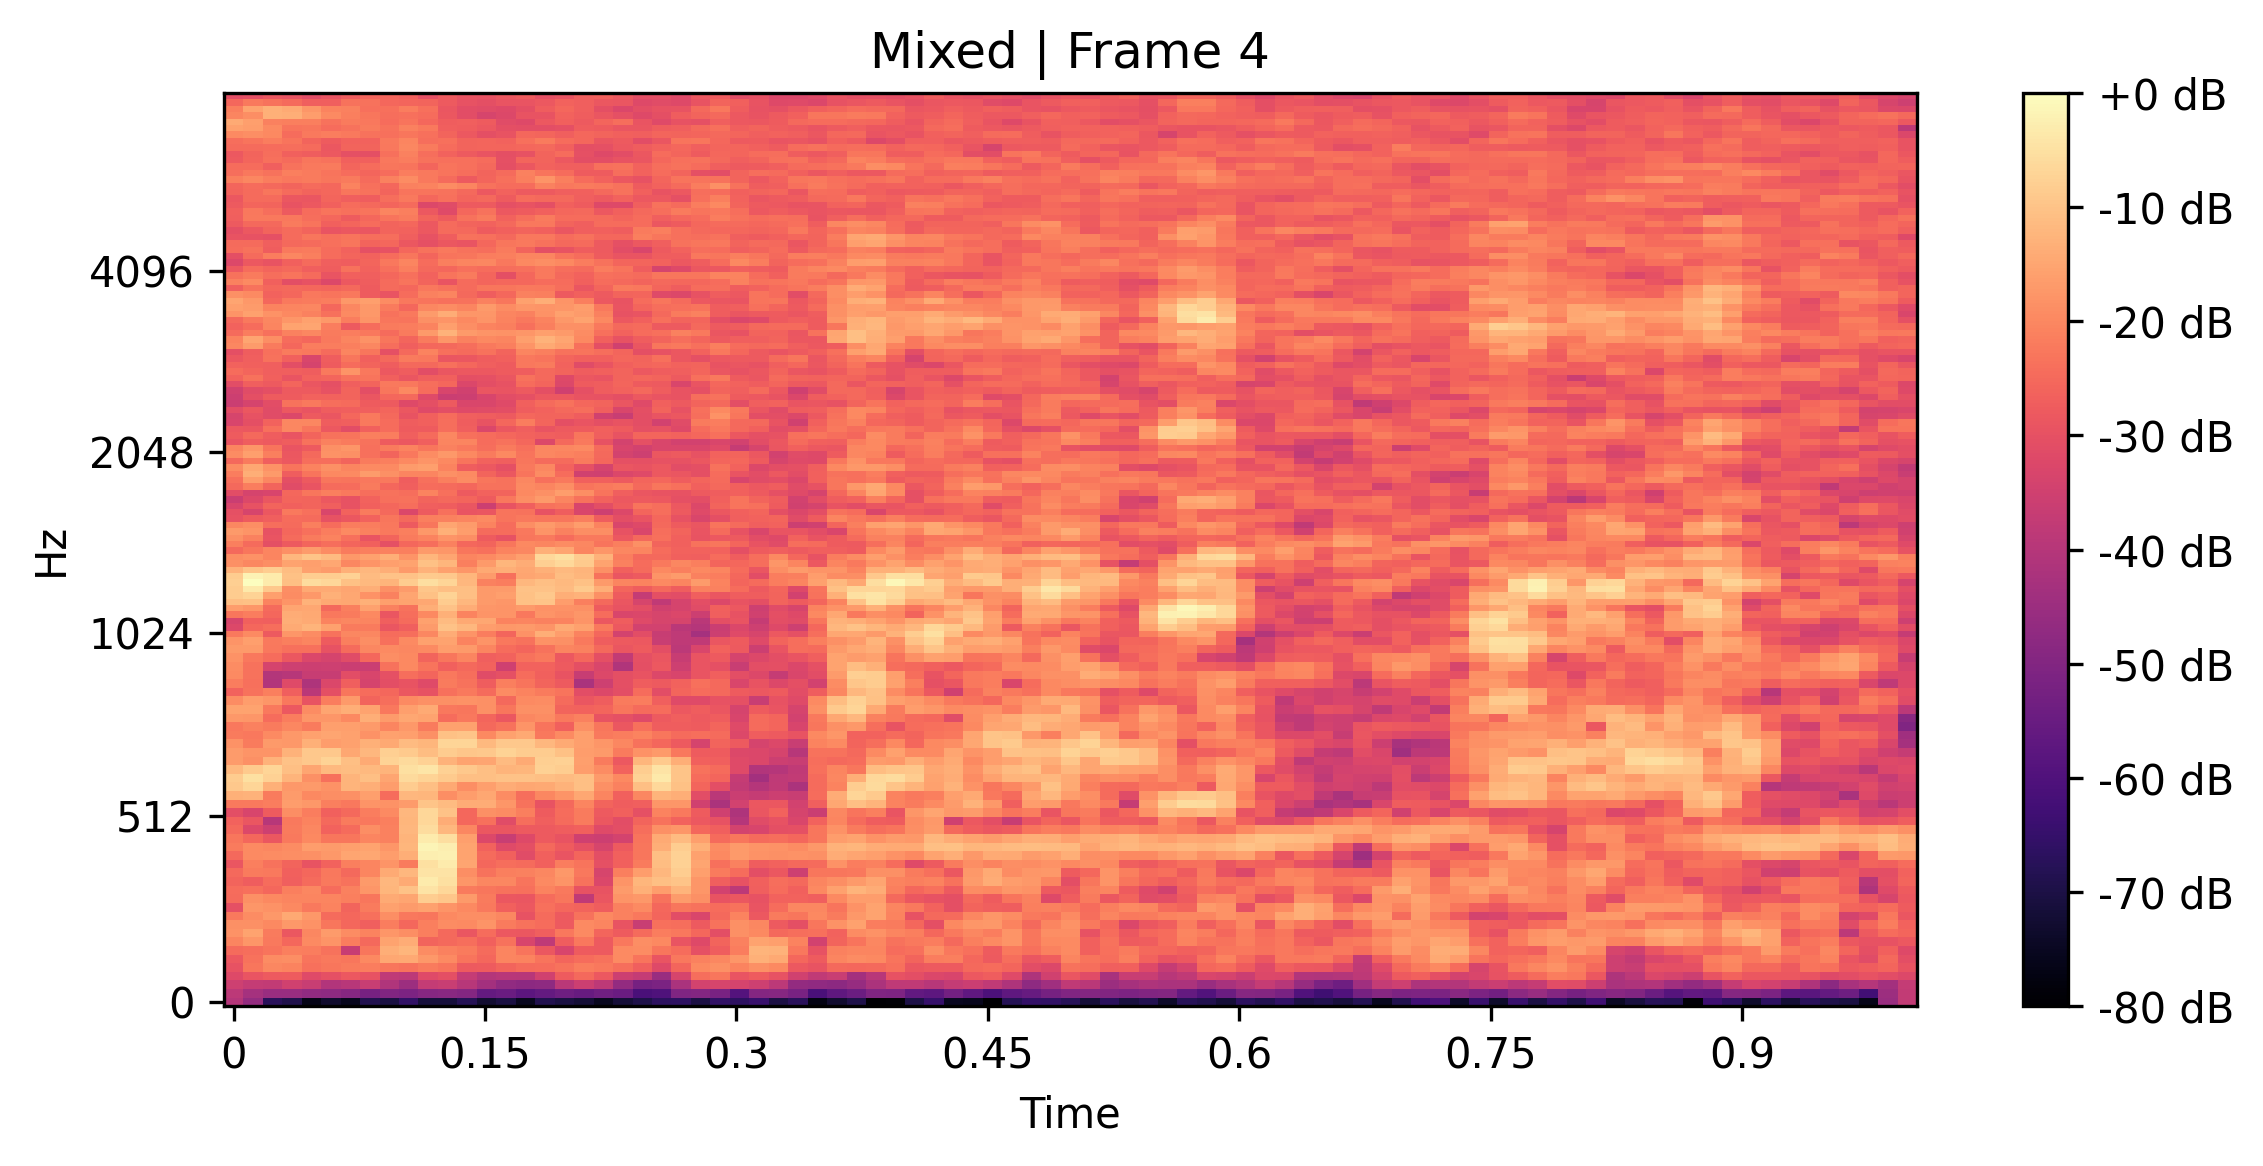 Mixed | Frame 4
+0 dB
-10 dB
-20 dB
-30 dB
-40 dB
-50 dB
-60 dB
-70 dB
-80 dB
4096
2048
1024
512
0
Hz
0 0.15 0.3 0.45 0.6 0.75 0.9
Time